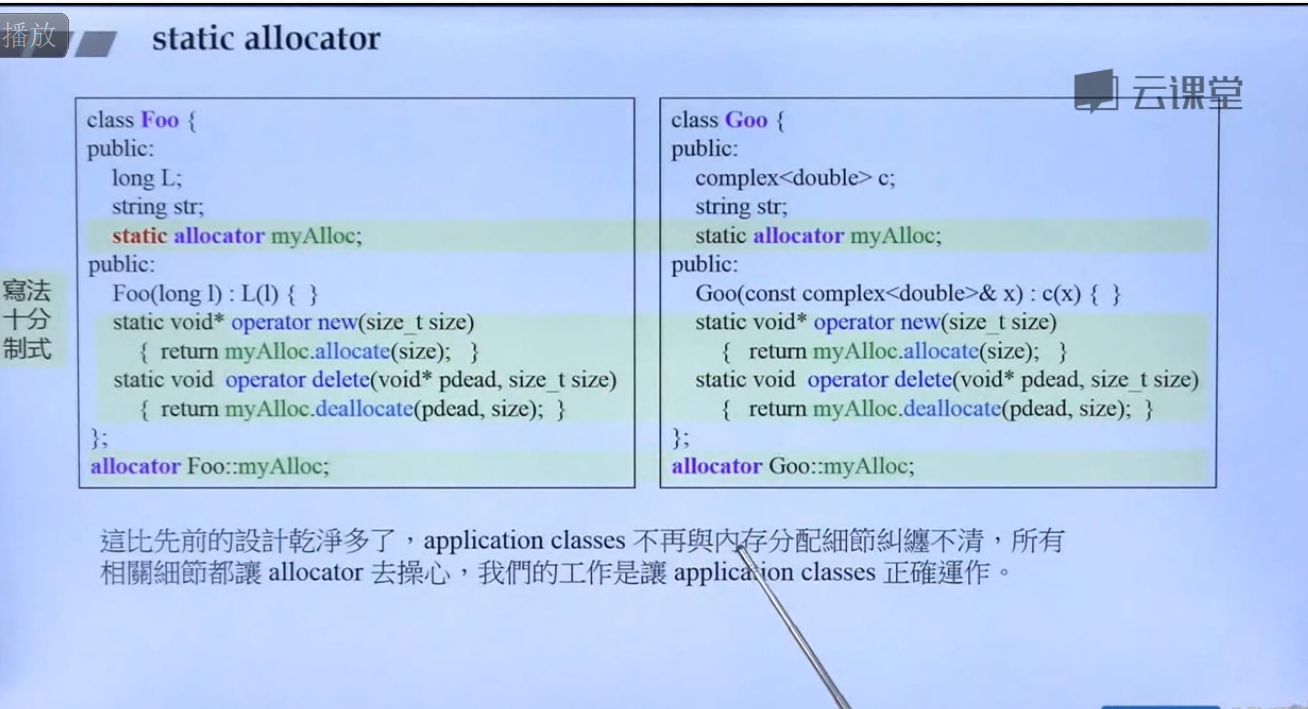 播放
static allocator
云课堂
class Foo {
public:
long L;
string str;
static allocator myAlloc;
public:
Foo(long l) : L(l) { }
static void* operator new(size_t size)
{ return myAlloc.allocate(size); }
static void operator delete(void* pdead, size_t size)
{ return myAlloc.deallocate(pdead, size); }
};
allocator Foo::myAlloc;
class Goo {
public:
complex<double> c;
string str;
static allocator myAlloc;
public:
Goo(const complex<double>& x) : c(x) { }
static void* operator new(size_t size)
{ return myAlloc.allocate(size); }
static void operator delete(void* pdead, size_t size)
{ return myAlloc.deallocate(pdead, size); }
};
allocator Goo::myAlloc;
寫法
十分
制式
這比先前的設計乾淨多了，application classes 不再與內存分配細節糾纏不清，所有
相關細節都讓 allocator 去操心，我們的工作是讓 application classes 正確運作。